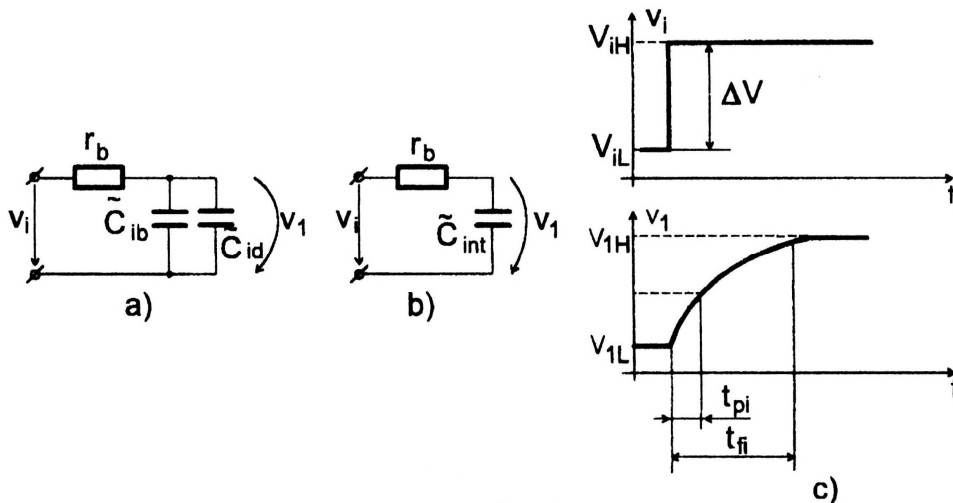 r_b
v_i
C̃_ib
C̃_id
v_1
a)
r_b
v_i
C̃_int
v_1
b)
v_i
V_iH
ΔV
V_iL
t
v_1
V_1H
V_1L
t
t_pi
t_fi
c)